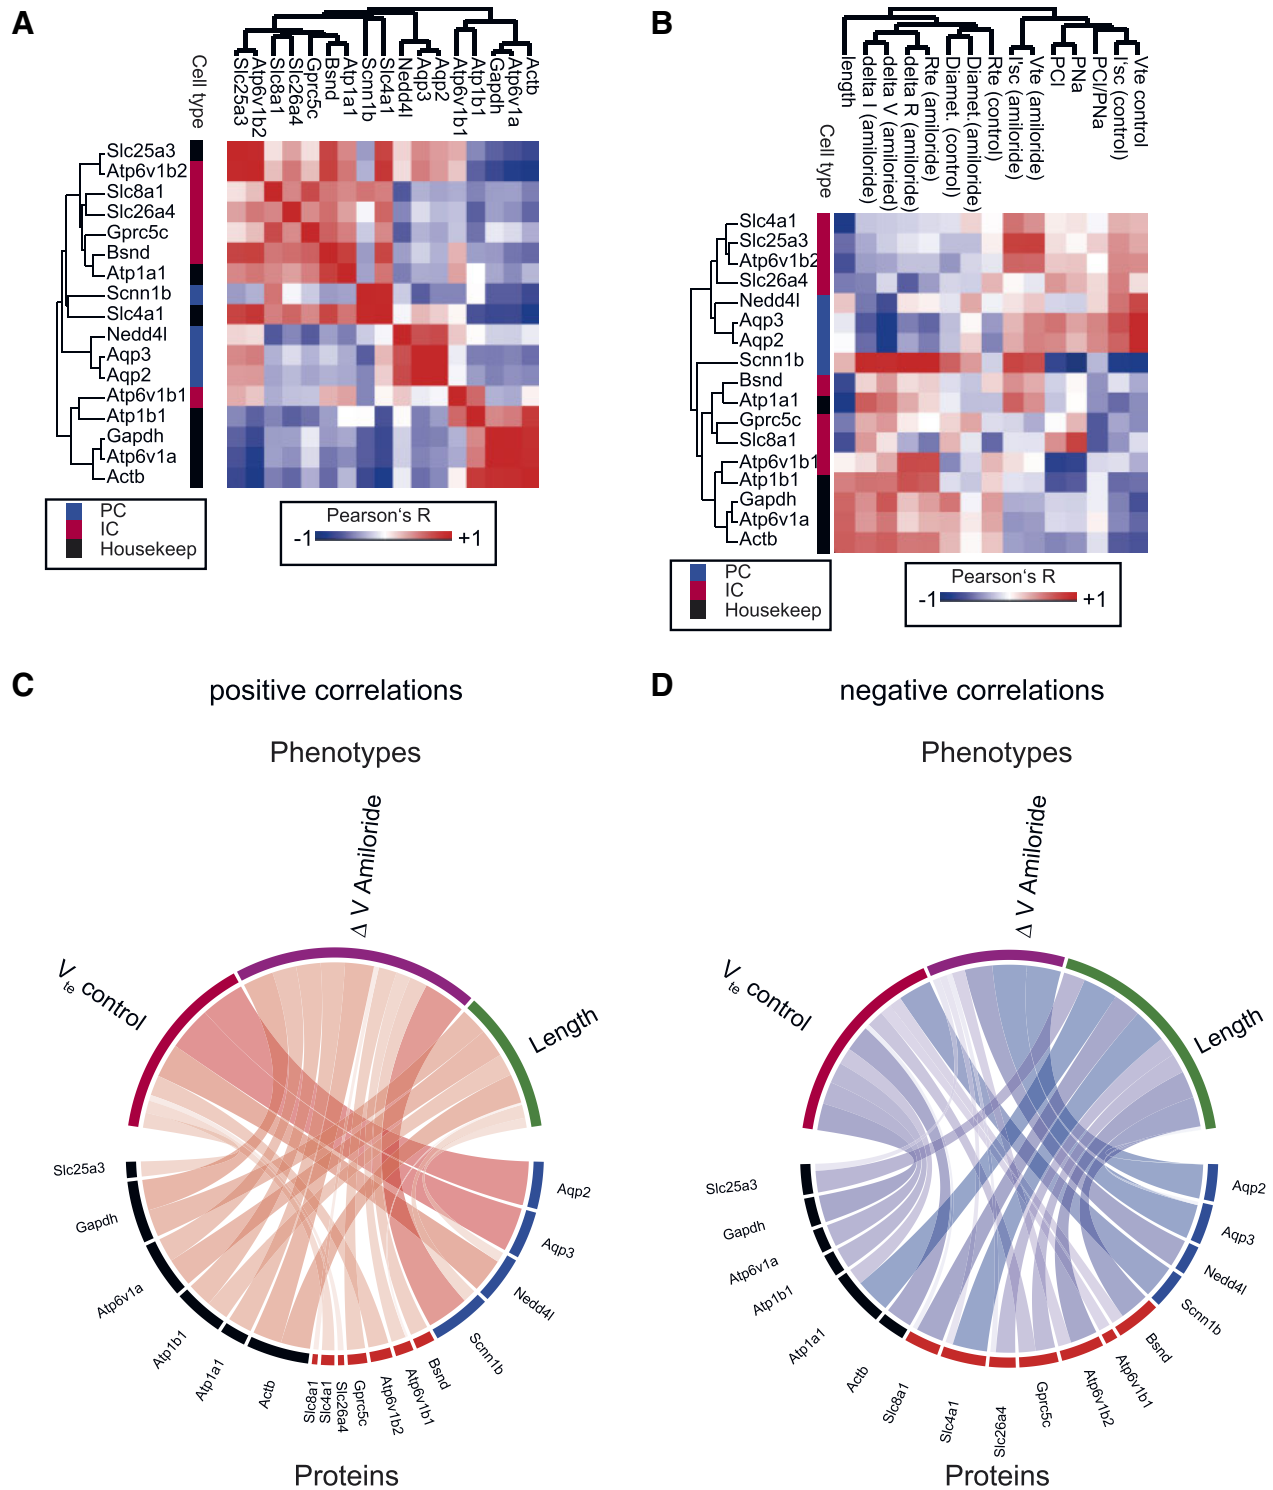 A
Cell type
Slc25a3
Atp6v1b2
Slc8a1
Slc26a4
Gprc5c
Bsnd
Atp1a1
Scnn1b
Slc4a1
Nedd4l
Aqp3
Aqp2
Atp6v1b1
Atp1b1
Gapdh
Atp6v1a
Actb
Slc25a3
Atp6v1b2
Slc8a1
Slc26a4
Gprc5c
Bsnd
Atp1a1
Scnn1b
Slc4a1
Nedd4l
Aqp3
Aqp2
Atp6v1b1
Atp1b1
Gapdh
Atp6v1a
Actb
PC
IC
Housekeep
Pearson's R
-1 +1
B
Cell type
length
delta I (amiloride)
delta V (amiloried)
delta R (amiloride)
Rte (amiloride)
Diamet. (control)
Diamet.(amiloride)
Rte (control)
I'sc (amiloride)
Vte (amiloride)
PCl
PNa
PCl/PNa
I'sc (control)
Vte control
Slc4a1
Slc25a3
Atp6v1b2
Slc26a4
Nedd4l
Aqp3
Aqp2
Scnn1b
Bsnd
Atp1a1
Gprc5c
Slc8a1
Atp6v1b1
Atp1b1
Gapdh
Atp6v1a
Actb
PC
IC
Housekeep
Pearson's R
-1 +1
C
positive correlations
Phenotypes
Δ V Amiloride
Vte control
Length
Slc25a3
Gapdh
Atp6v1a
Atp1b1
Atp1a1
Actb
Slc8a1
Slc4a1
Slc26a4
Gprc5c
Atp6v1b2
Atp6v1b1
Bsnd
Scnn1b
Nedd4l
Aqp3
Aqp2
Proteins
D
negative correlations
Phenotypes
Δ V Amiloride
Vte control
Length
Slc25a3
Gapdh
Atp6v1a
Atp1b1
Atp1a1
Actb
Slc8a1
Slc4a1
Slc26a4
Gprc5c
Atp6v1b2
Atp6v1b1
Bsnd
Scnn1b
Nedd4l
Aqp3
Aqp2
Proteins